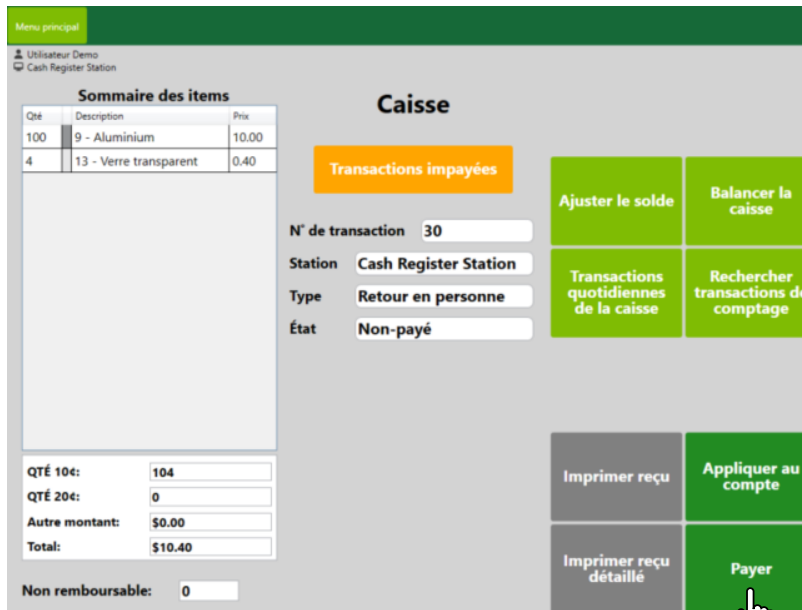 Menu principal
Utilisateur Demo
Cash Register Station
Sommaire des items
Qté Description Prix
100 9 - Aluminium 10.00
4 13 - Verre transparent 0.40
QTÉ 10¢: 104
QTÉ 20¢: 0
Autre montant: $0.00
Total: $10.40
Non remboursable: 0
Caisse
Transactions impayées
N° de transaction 30
Station Cash Register Station
Type Retour en personne
État Non-payé
Ajuster le solde
Balancer la
caisse
Transactions
quotidiennes
de la caisse
Rechercher
transactions de
comptage
Imprimer reçu
Appliquer au
compte
Imprimer reçu
détaillé
Payer